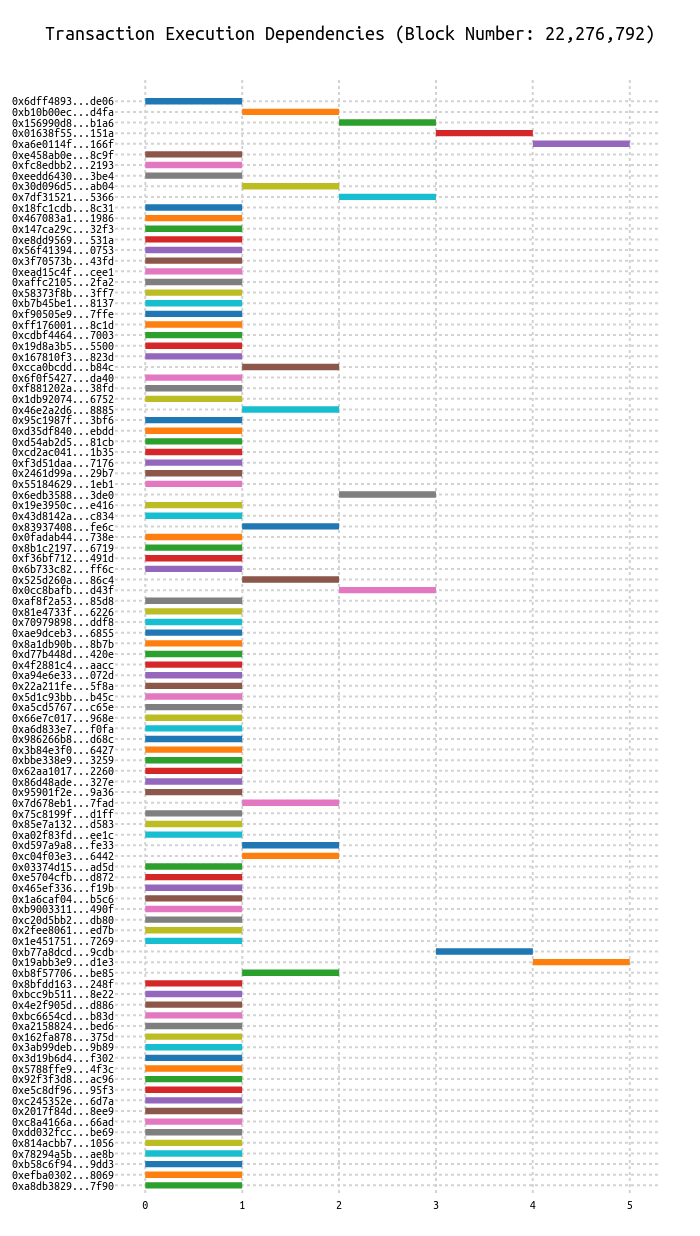 Transaction Execution Dependencies (Block Number: 22,276,792)
0x6dff4893...de06
0xb10b00ec...d4fa
0x156990d8...b1a6
0x01638f55...151a
0xa6e0114f...166f
0xe458ab0e...8c9f
0xfc8edbb2...2193
0xeedd6430...3be4
0x30d096d5...ab04
0x7df31521...5366
0x18fc1cdb...8c31
0x467083a1...1986
0x147ca29c...32f3
0xe8dd9569...531a
0x56f41394...0753
0x3f70573b...43fd
0xead15c4f...cee1
0xaffc2105...2fa2
0x58373f8b...3ff7
0xb7b45be1...8137
0xf90505e9...7ffe
0xff176001...8c1d
0xcdbf4464...7003
0x19d8a3b5...5500
0x167810f3...823d
0xcca0bcdd...b84c
0x6f0f5427...da40
0xf881202a...38fd
0x1db92074...6752
0x46e2a2d6...8885
0x95c1987f...3bf6
0xd35df840...ebdd
0xd54ab2d5...81cb
0xcd2ac041...1b35
0xf3d51daa...7176
0x2461d99a...29b7
0x55184629...1eb1
0x6edb3588...3de0
0x19e3950c...e416
0x43d8142a...c834
0x83937408...fe6c
0x0fadab44...738e
0x8b1c2197...6719
0xf36bf712...491d
0x6b733c82...ff6c
0x525d260a...86c4
0x0cc8bafb...d43f
0xaf8f2a53...85d8
0x81e4733f...6226
0x70979898...ddf8
0xae9dceb3...6855
0x8a1db90b...8b7b
0xd77b448d...420e
0x4f2881c4...aacc
0xa94e6e33...072d
0x22a211fe...5f8a
0x5d1c93bb...b45c
0xa5cd5767...c65e
0x66e7c017...968e
0xa6d833e7...f0fa
0x986266b8...d68c
0x3b84e3f0...6427
0xbbe338e9...3259
0x62aa1017...2260
0x86d48ade...327e
0x95901f2e...9a36
0x7d678eb1...7fad
0x75c8199f...d1ff
0x85e7a132...d583
0xa02f83fd...ee1c
0xd597a9a8...fe33
0xc04f03e3...6442
0x03374d15...ad5d
0xe5704cfb...d872
0x465ef336...f19b
0x1a6caf04...b5c6
0xb9003311...490f
0xc20d5bb2...db80
0x2fee8061...ed7b
0x1e451751...7269
0xb77a8dcd...9cdb
0x19abb3e9...d1e3
0xb8f57706...be85
0x8bfdd163...248f
0xbcc9b511...8e22
0x4e2f905d...d886
0xbc6654cd...b83d
0xa2158824...bed6
0x162fa878...375d
0x3ab99deb...9b89
0x3d19b6d4...f302
0x5788ffe9...4f3c
0x92f3f3d8...ac96
0xe5c8df96...95f3
0xc245352e...6d7a
0x2017f84d...8ee9
0xc8a4166a...66ad
0xdd032fcc...be69
0x814acbb7...1056
0x78294a5b...ae8b
0xb58c6f94...9dd3
0xefba0302...8069
0xa8db3829...7f90
0 1 2 3 4 5